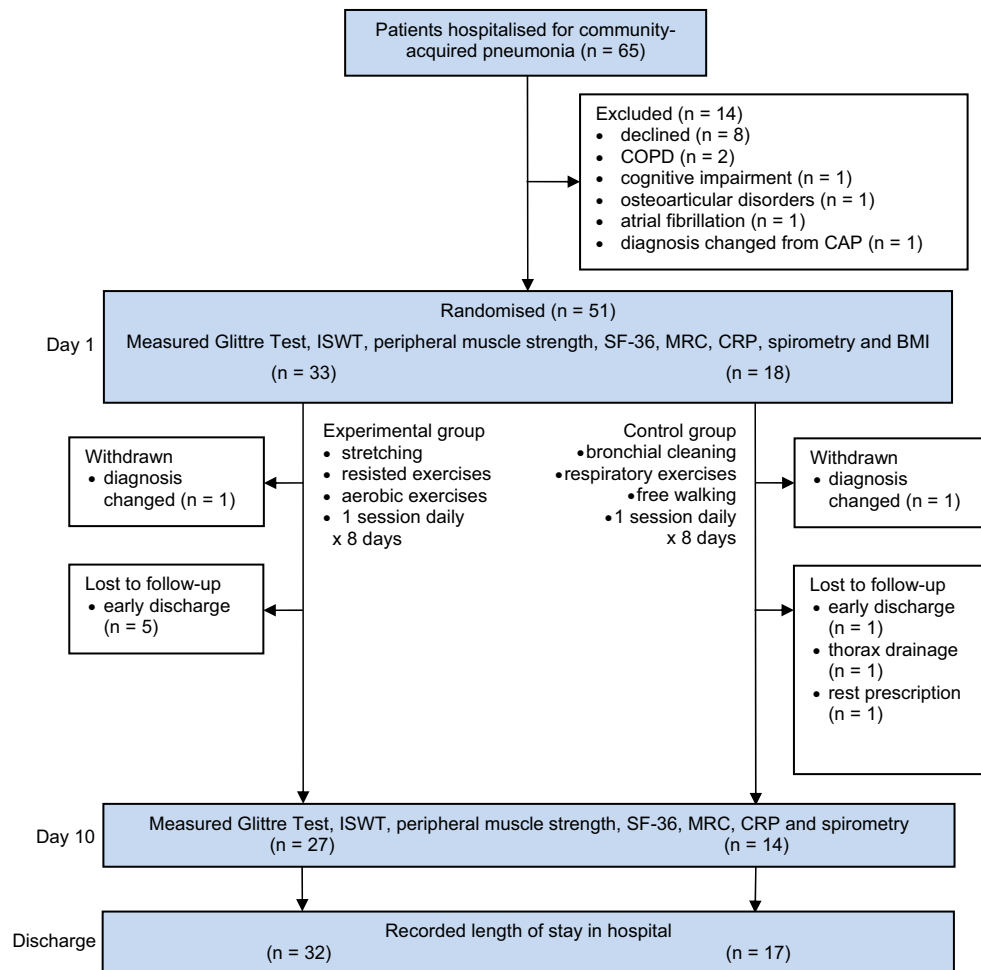 Patients hospitalised for community-
acquired pneumonia (n = 65)
Excluded (n = 14)
• declined (n = 8)
• COPD (n = 2)
• cognitive impairment (n = 1)
• osteoarticular disorders (n = 1)
• atrial fibrillation (n = 1)
• diagnosis changed from CAP (n = 1)
Day 1
Randomised (n = 51)
Measured Glittre Test, ISWT, peripheral muscle strength, SF-36, MRC, CRP, spirometry and BMI
(n = 33) (n = 18)
Withdrawn
• diagnosis
changed (n = 1)
Experimental group
• stretching
• resisted exercises
• aerobic exercises
• 1 session daily
x 8 days
Control group
•bronchial cleaning
•respiratory exercises
•free walking
•1 session daily
x 8 days
Withdrawn
• diagnosis
changed (n = 1)
Lost to follow-up
• early discharge
(n = 5)
Lost to follow-up
• early discharge
(n = 1)
• thorax drainage
(n = 1)
• rest prescription
(n = 1)
Day 10
Measured Glittre Test, ISWT, peripheral muscle strength, SF-36, MRC, CRP and spirometry
(n = 27) (n = 14)
Discharge
Recorded length of stay in hospital
(n = 32) (n = 17)